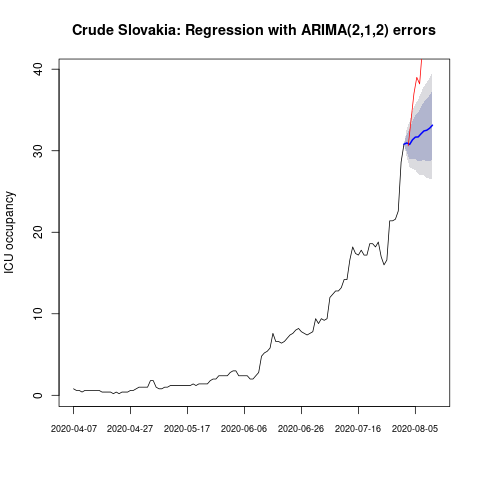 Crude Slovakia: Regression with ARIMA(2,1,2) errors
ICU occupancy
40
30
20
10
0
2020-04-07 2020-04-27 2020-05-17 2020-06-06 2020-06-26 2020-07-16 2020-08-05